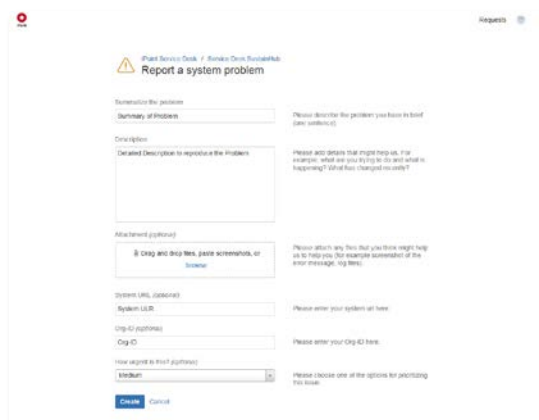 Requests
iPoint Service Desk / Service Desk SustainHub
Report a system problem
Summarize the problem
Summary of Problem
Please describe the problem you have in brief
(one sentence)
Description
Detailed Description to reproduce the Problem
Please add details that might help us. For
example: what are you trying to do and what is
happening? What has changed recently?
Attachment (optional)
Drag and drop files, paste screenshots, or
browse
Please attach any files that you think might help
us to help you (for example screenshot of the
error message, log files)
System URL (optional)
System ULR
Please enter your system url here
Org-ID (optional)
Org-ID
Please enter your Org-ID here.
How urgent is this? (optional)
Medium
Please choose one of the options for prioritizing
this issue.
Create Cancel